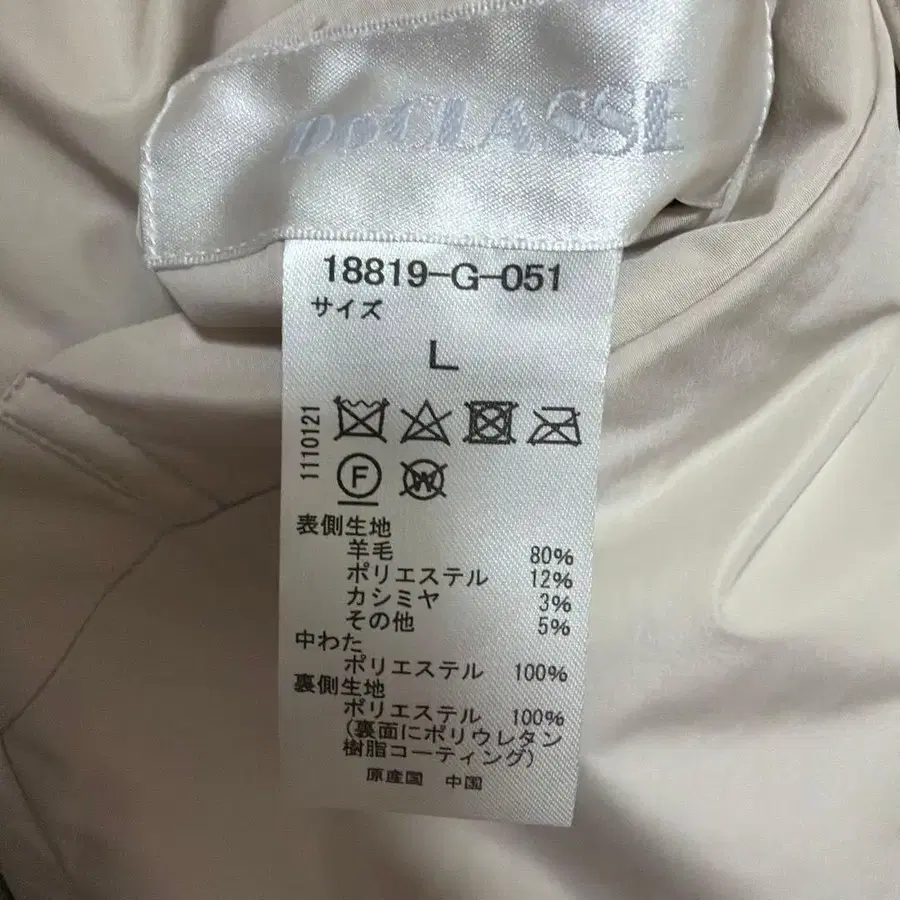 DoCLASSE
18819-G-051
サイズ
L
1110121
F
W
表側生地
羊毛 80%
ポリエステル 12%
カシミヤ 3%
その他 5%
中わた
ポリエステル 100%
裏側生地
ポリエステル 100%
(裏面にポリウレタン
樹脂コーティング)
原産国 中国